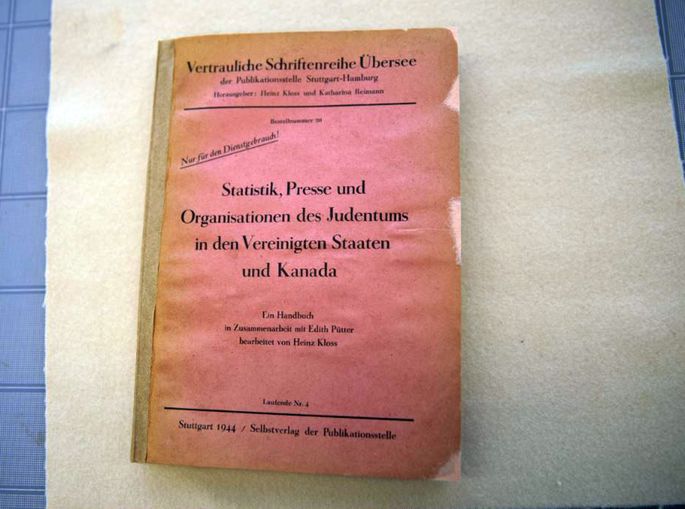 Vertrauliche Schriftenreihe Übersee
der Publikationsstelle Stuttgart-Hamburg
Herausgeber: Heinz Kloss und Katharina Reimann
Bestellnummer 28
Nur für den Dienstgebrauch!
Statistik, Presse und
Organisationen des Judentums
in den Vereinigten Staaten
und Kanada
Ein Handbuch
in Zusammenarbeit mit Edith Pütter
bearbeitet von Heinz Kloss
Laufende Nr. 4
Stuttgart 1944 / Selbstverlag der Publikationsstelle